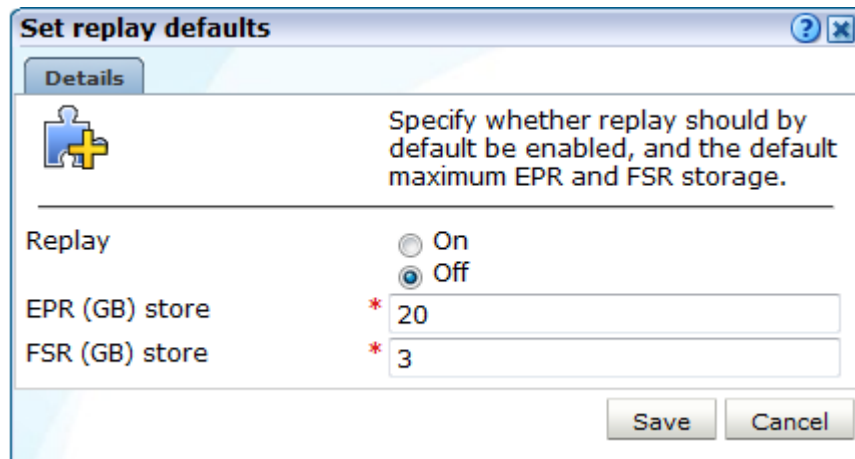 Set replay defaults
Details
Specify whether replay should by
default be enabled, and the default
maximum EPR and FSR storage.
Replay
On
Off
EPR (GB) store * 20
FSR (GB) store * 3
Save Cancel